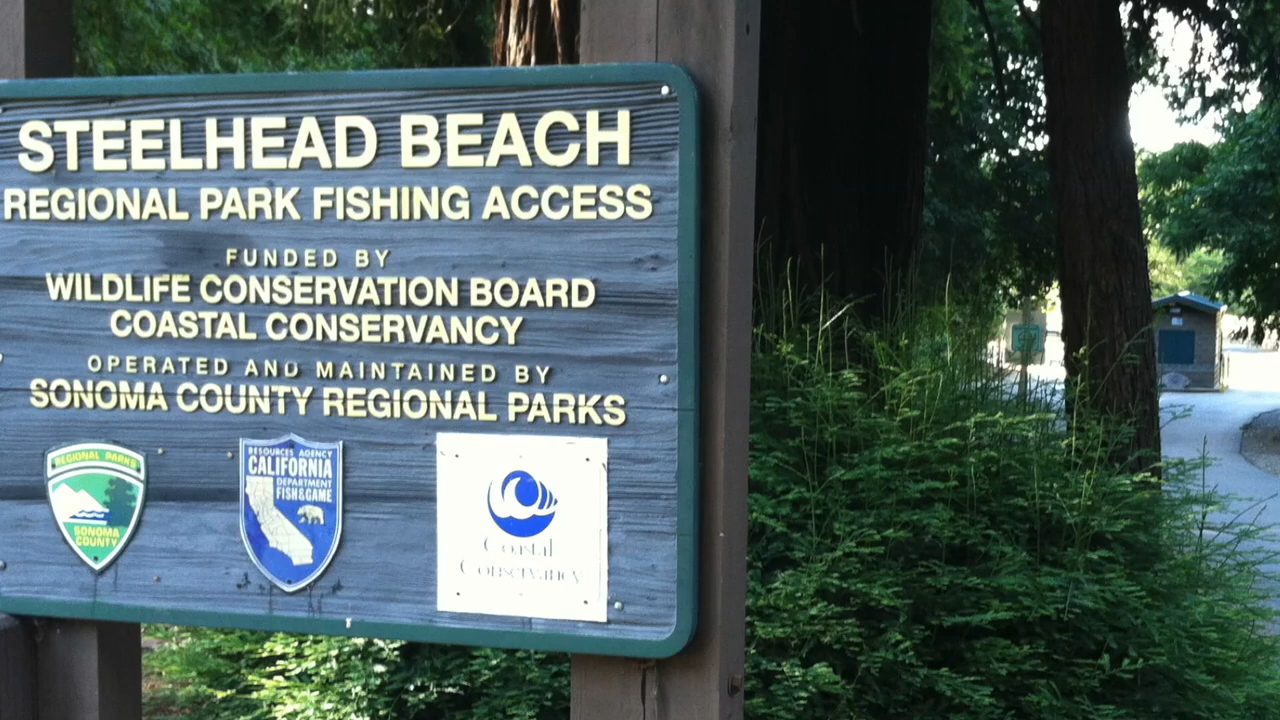 STEELHEAD BEACH
REGIONAL PARK FISHING ACCESS
FUNDED BY
WILDLIFE CONSERVATION BOARD
COASTAL CONSERVANCY
OPERATED AND MAINTAINED BY
SONOMA COUNTY REGIONAL PARKS
REGIONAL PARKS
SONOMA
COUNTY
RESOURCES AGENCY
CALIFORNIA
DEPARTMENT
FISH&GAME
Coastal
Conservancy